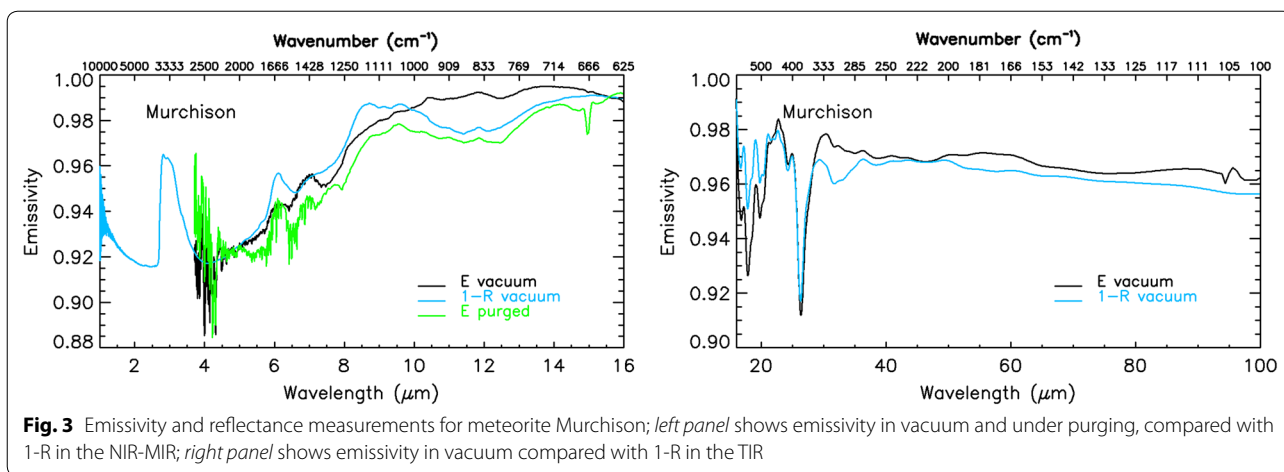 Wavenumber (cm⁻¹)
10000 5000 3333 2500 2000 1666 1428 1250 1111 1000 909 833 769 714 666 625
1.00
0.98
0.96
0.94
0.92
0.90
0.88
Emissivity
Murchison
E vacuum
1-R vacuum
E purged
2 4 6 8 10 12 14 16
Wavelength (μm)
Wavenumber (cm⁻¹)
500 400 333 285 250 222 200 181 166 153 142 133 125 117 111 105 100
1.00
0.98
0.96
0.94
0.92
0.90
Emissivity
Murchison
E vacuum
1-R vacuum
20 40 60 80 100
Wavelength (μm)
Fig. 3 Emissivity and reflectance measurements for meteorite Murchison; left panel shows emissivity in vacuum and under purging, compared with
1-R in the NIR-MIR; right panel shows emissivity in vacuum compared with 1-R in the TIR